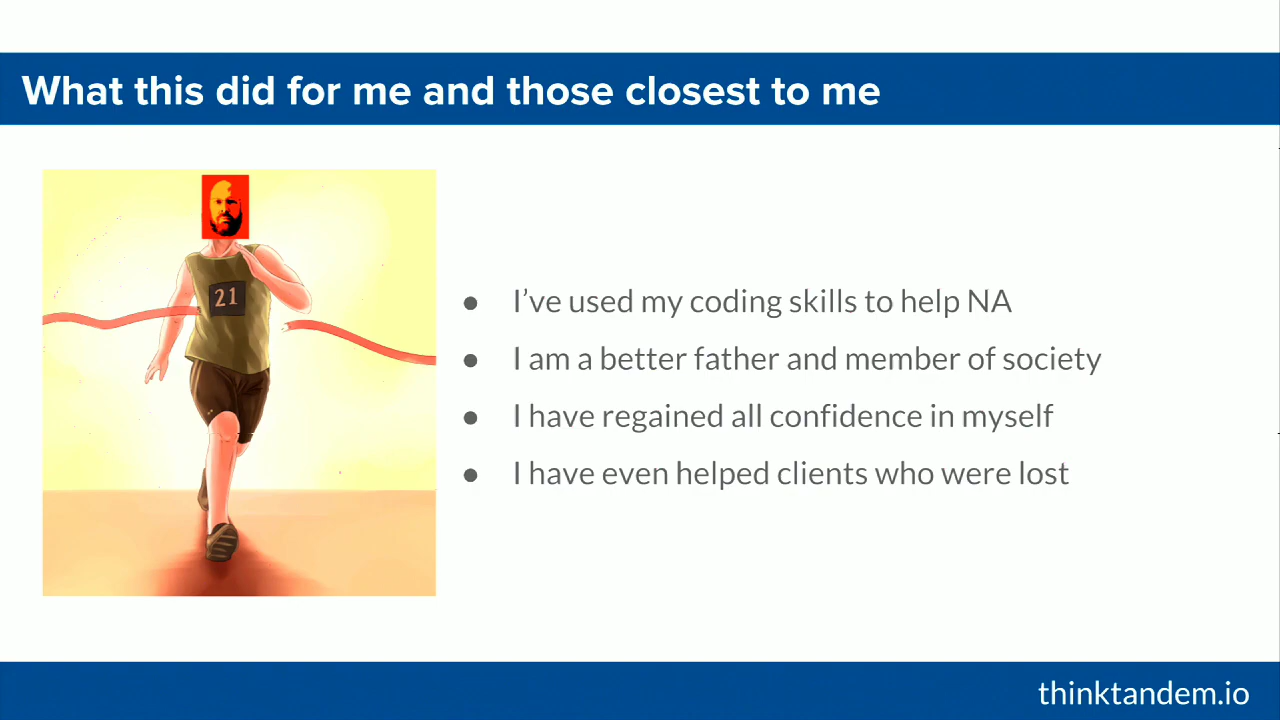 What this did for me and those closest to me
21
● I've used my coding skills to help NA
● I am a better father and member of society
● I have regained all confidence in myself
● I have even helped clients who were lost
thinktandem.io